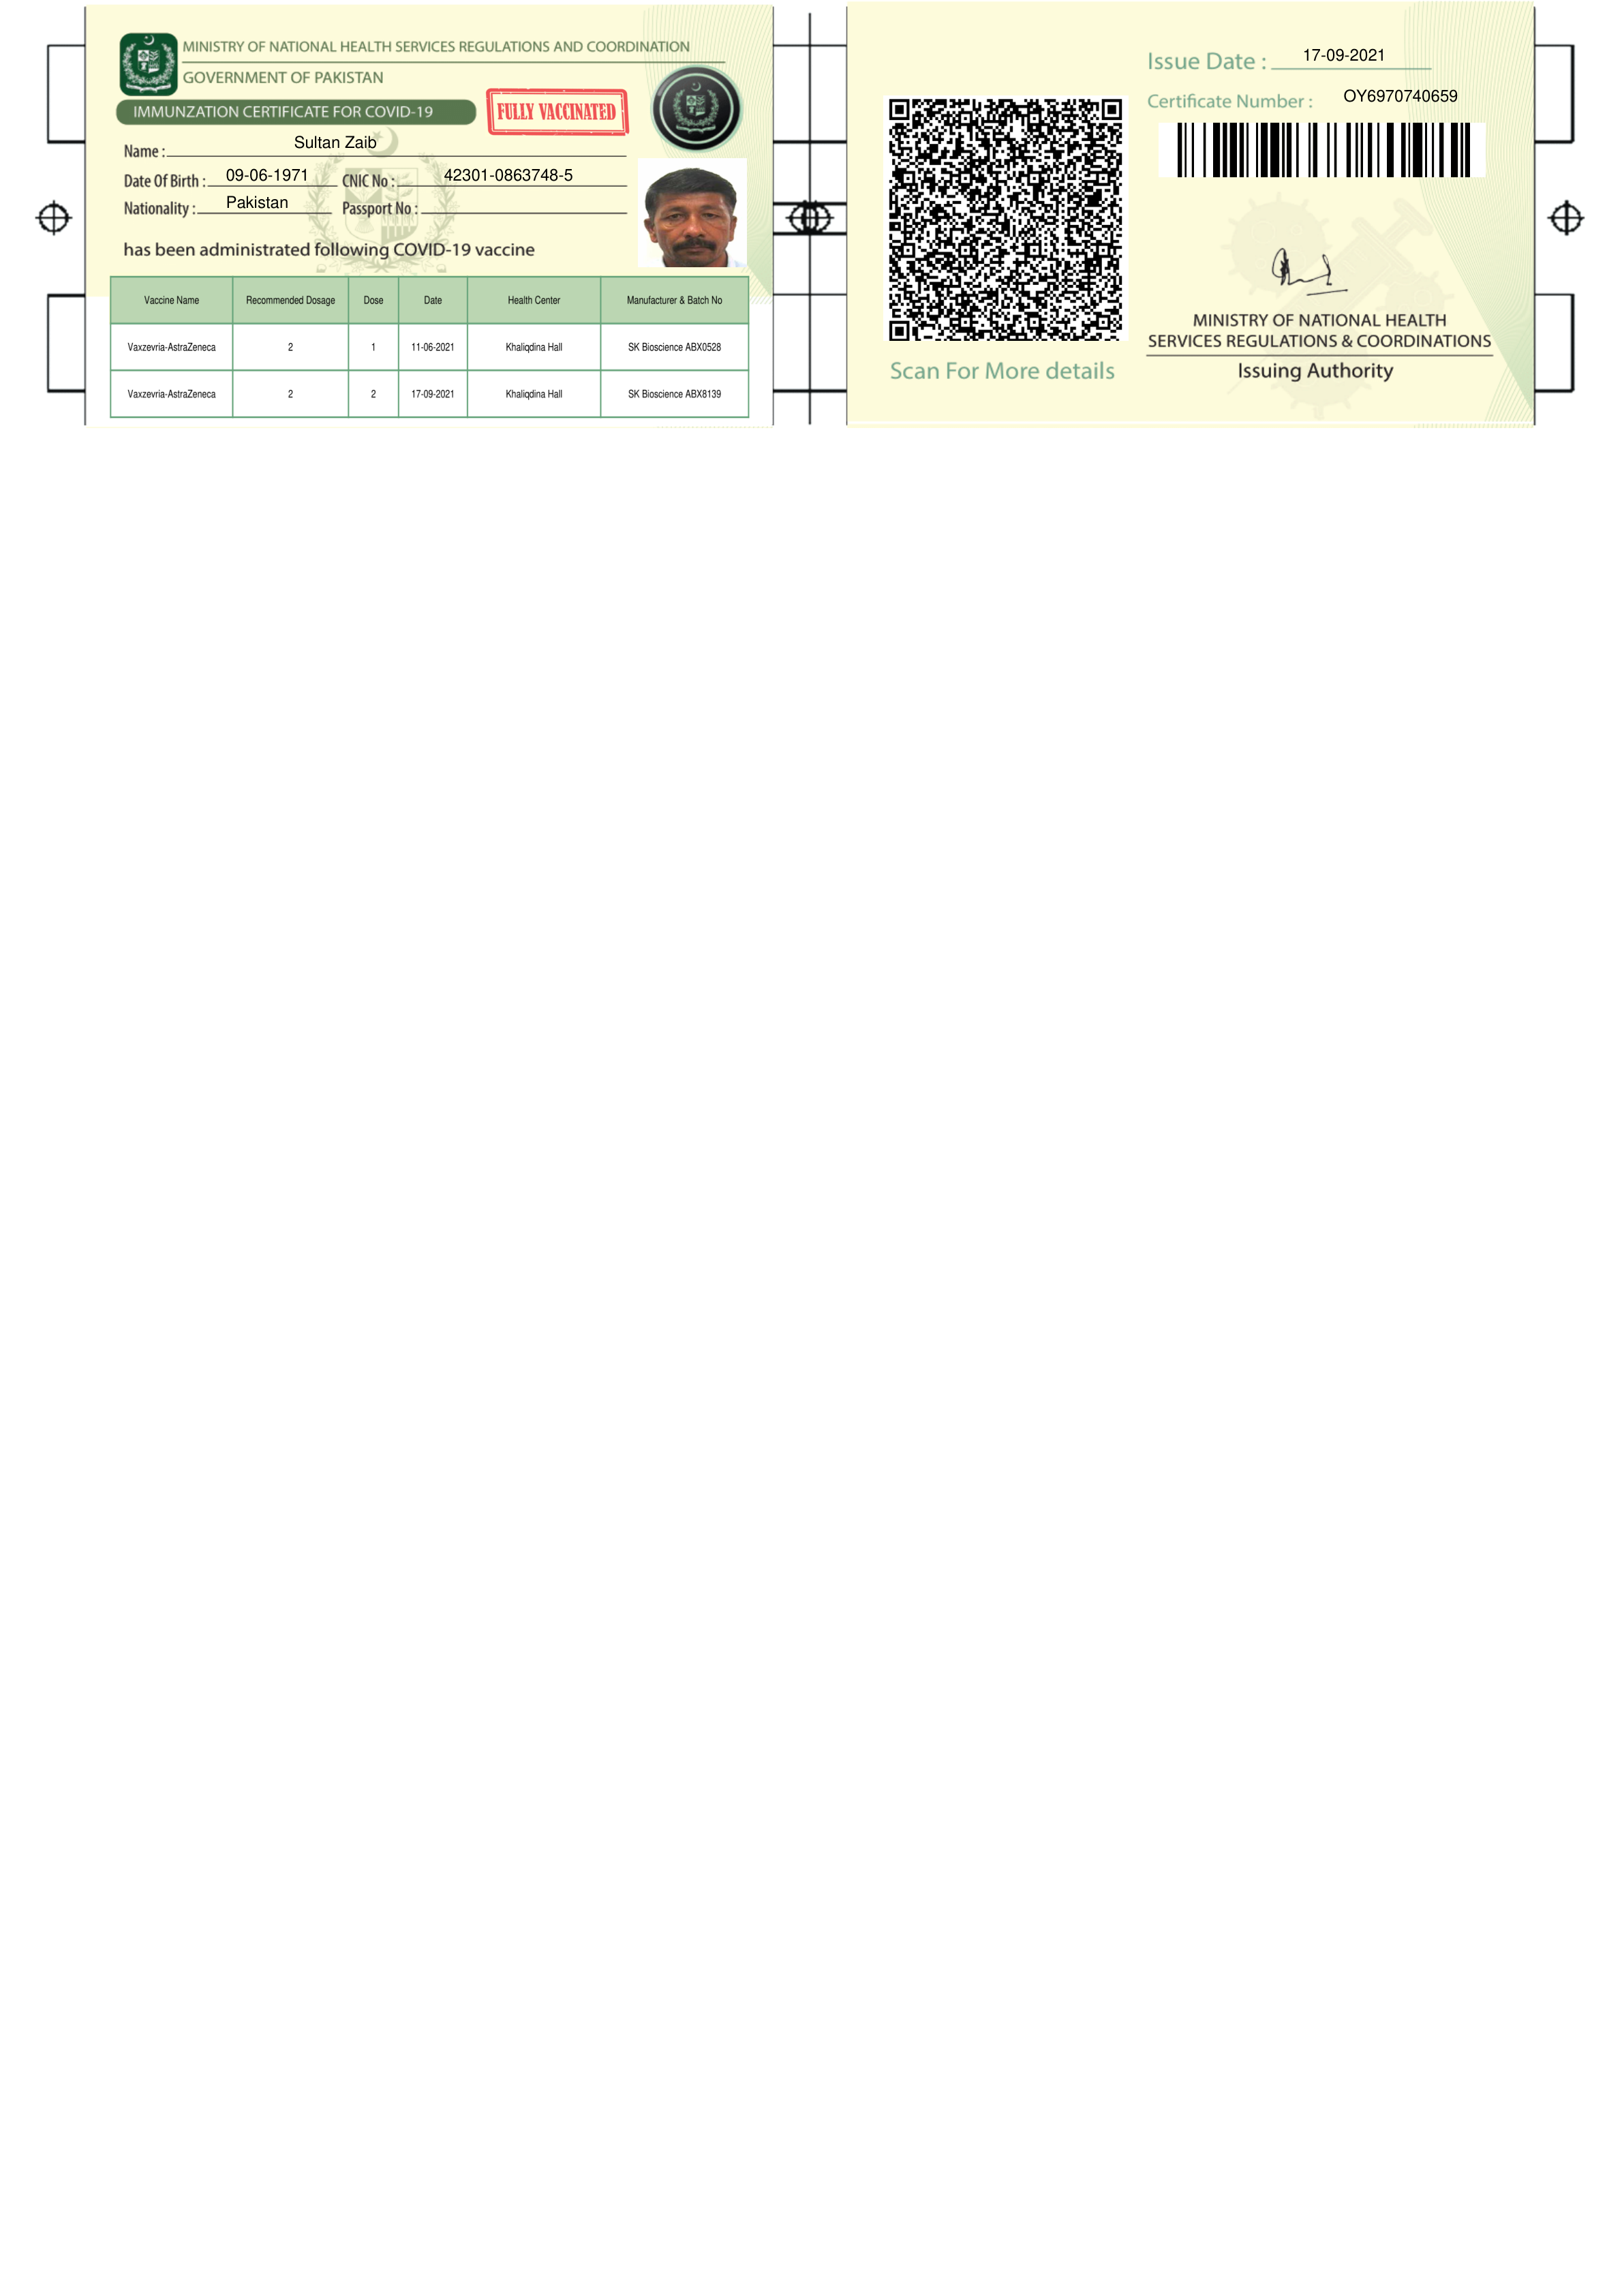 MINISTRY OF NATIONAL HEALTH SERVICES REGULATIONS AND COORDINATION
GOVERNMENT OF PAKISTAN
IMMUNZATION CERTIFICATE FOR COVID-19
FULLY VACCINATED
Name : Sultan Zaib
Date Of Birth : 09-06-1971 CNIC No : 42301-0863748-5
Nationality : Pakistan Passport No :
has been administrated following COVID-19 vaccine
Vaccine Name Recommended Dosage Dose Date Health Center Manufacturer & Batch No
Vaxzevria-AstraZeneca 2 1 11-06-2021 Khaliqdina Hall SK Bioscience ABX0528
Vaxzevria-AstraZeneca 2 2 17-09-2021 Khaliqdina Hall SK Bioscience ABX8139
Issue Date : 17-09-2021
Certificate Number : OY6970740659
Scan For More details
MINISTRY OF NATIONAL HEALTH
SERVICES REGULATIONS & COORDINATIONS
Issuing Authority